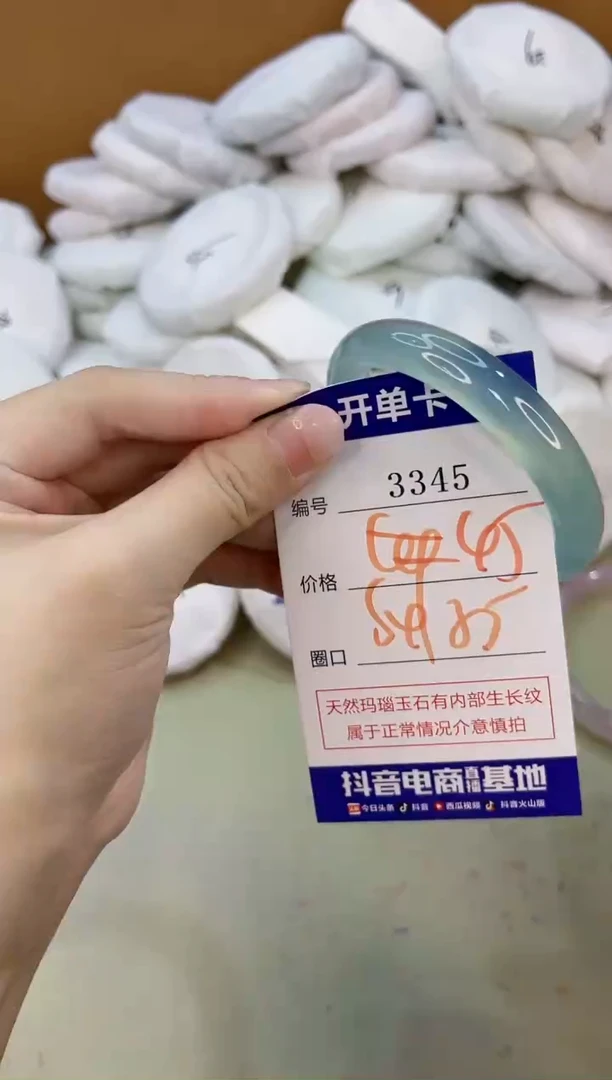 6
开单卡
编号 3345
价格
圈口
天然玛瑙玉石有内部生长纹
属于正常情况介意慎拍
抖音电商直播基地
今日头条 抖音 西瓜视频 抖音火山版